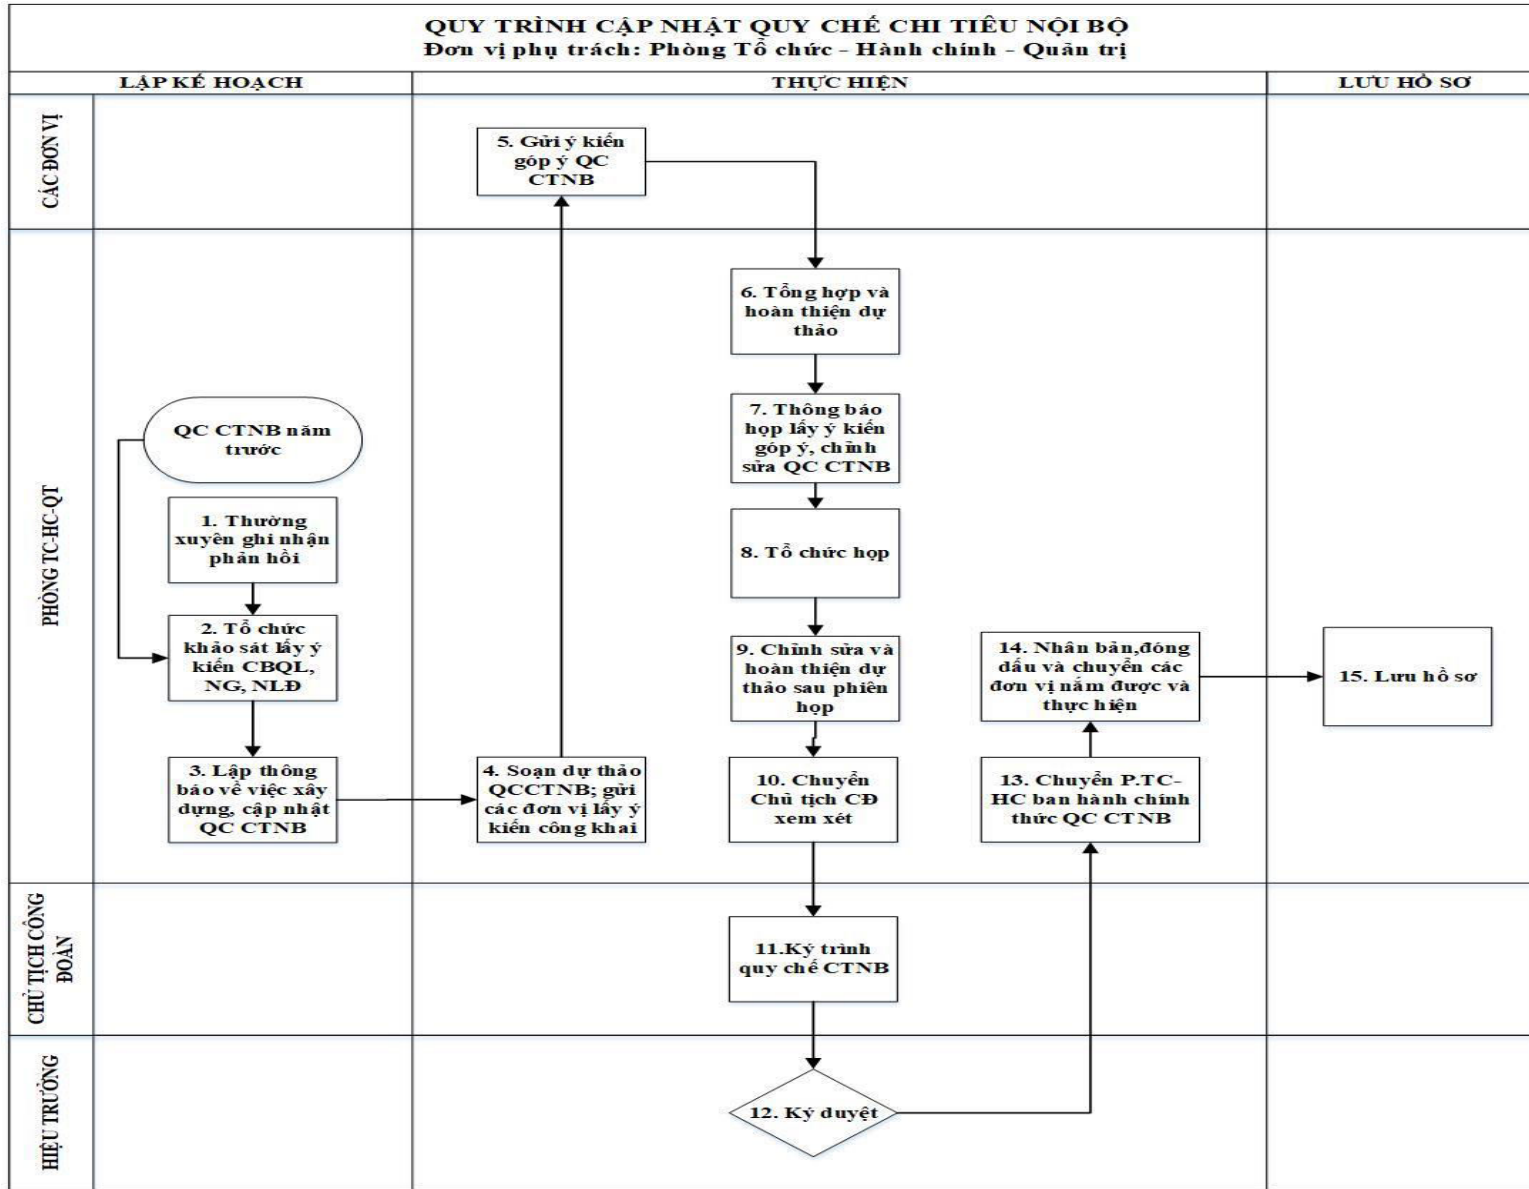 QUY TRÌNH CẬP NHẬT QUY CHẾ CHI TIÊU NỘI BỘ
Đơn vị phụ trách: Phòng Tổ chức - Hành chính - Quản trị
LẬP KẾ HOẠCH
THỰC HIỆN
LƯU HỒ SƠ
CÁC ĐƠN VỊ
5. Gửi ý kiến
góp ý QC
CTNB
PHÒNG TC-HC-QT
QC CTNB năm
trước
1. Thường
xuyên ghi nhận
phản hồi
2. Tổ chức
khảo sát lấy ý
kiến CBQL,
NG, NLĐ
3. Lập thông
báo về việc xây
dựng, cập nhật
QC CTNB
4. Soạn dự thảo
QCCTNB; gửi
các đơn vị lấy ý
kiến công khai
6. Tổng hợp và
hoàn thiện dự
thảo
7. Thông báo
họp lấy ý kiến
góp ý, chỉnh
sửa QC CTNB
8. Tổ chức họp
9. Chỉnh sửa và
hoàn thiện dự
thảo sau phiên
họp
10. Chuyển
Chủ tịch CĐ
xem xét
14. Nhân bản,đóng
dấu và chuyển các
đơn vị nắm được và
thực hiện
13. Chuyển P.TC-
HC ban hành chính
thức QC CTNB
15. Lưu hồ sơ
CHỦ TỊCH CÔNG
ĐOÀN
11.Ký trình
quy chế CTNB
HIỆU TRƯỞNG
12. Ký duyệt